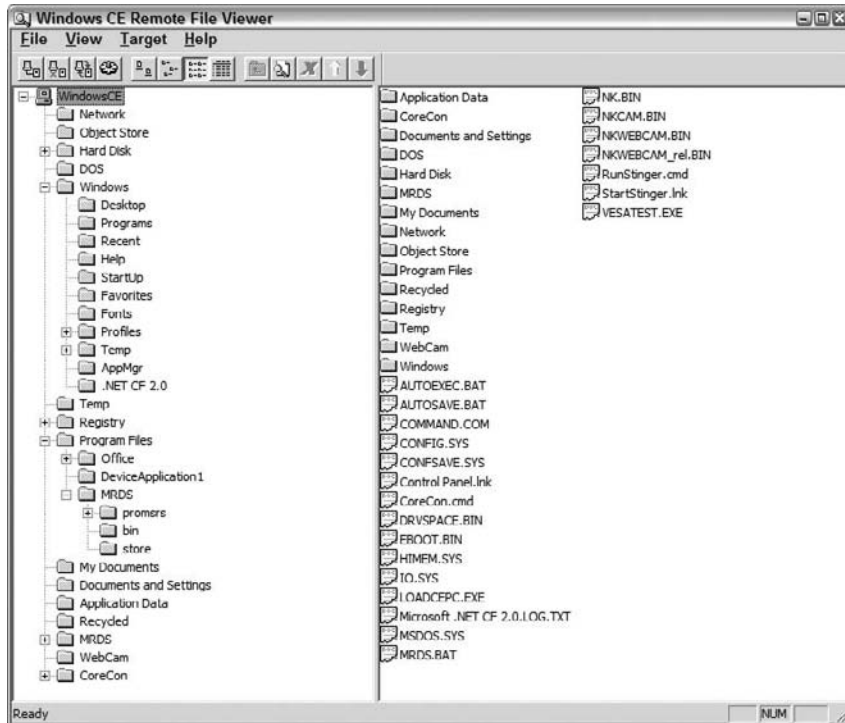 Windows CE Remote File Viewer
File View Target Help
WindowsCE
Network
Object Store
Hard Disk
DOS
Windows
Desktop
Programs
Recent
Help
StartUp
Favorites
Fonts
Profiles
Temp
AppMgr
.NET CF 2.0
Temp
Registry
Program Files
Office
DeviceApplication1
MRDS
promsrs
bin
store
My Documents
Documents and Settings
Application Data
Recycled
MRDS
WebCam
CoreCon
Application Data
CoreCon
Documents and Settings
DOS
Hard Disk
MRDS
My Documents
Network
Object Store
Program Files
Recycled
Registry
Temp
WebCam
Windows
AUTOEXEC.BAT
AUTOSAVE.BAT
COMMAND.COM
CONFIG.SYS
CONFSAVE.SYS
Control Panel.lnk
CoreCon.cmd
DRVSPACE.BIN
EBOOT.BIN
HIMEM.SYS
IO.SYS
LOADCEPC.EXE
Microsoft .NET CF 2.0.LOG.TXT
MSDOS.SYS
MRDS.BAT
NK.BIN
NKCAM.BIN
NKWEBCAM.BIN
NKWEBCAM_rel.BIN
RunStinger.cmd
StartStinger.lnk
VESATEST.EXE
Ready
NUM